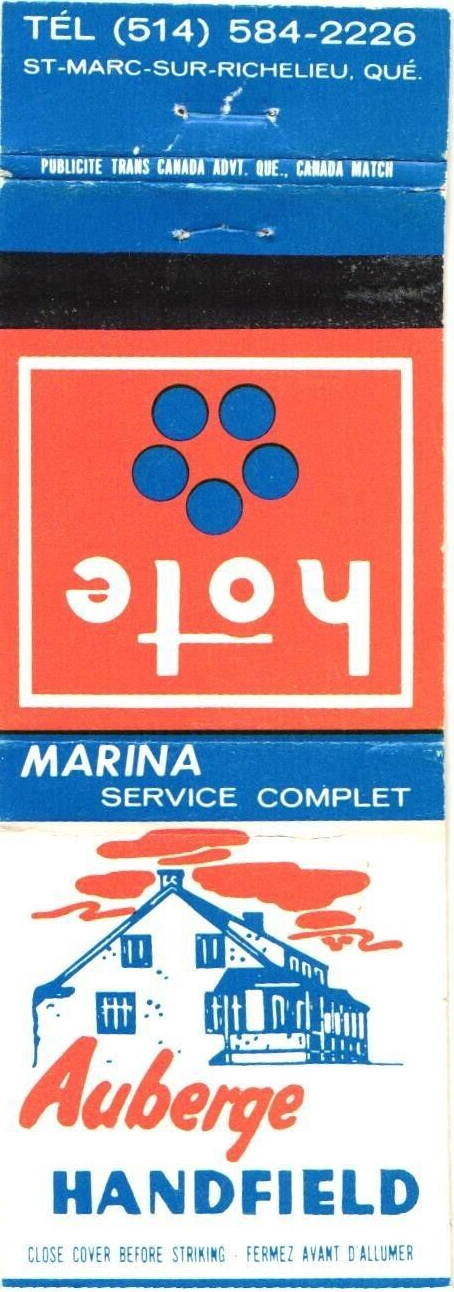 TÉL (514) 584-2226
ST-MARC-SUR-RICHELIEU, QUÉ.
PUBLICITE TRANS CANADA ADVT. QUE., CANADA MATCH
hôte
MARINA
SERVICE COMPLET
Auberge
HANDFIELD
CLOSE COVER BEFORE STRIKING - FERMEZ AVANT D'ALLUMER